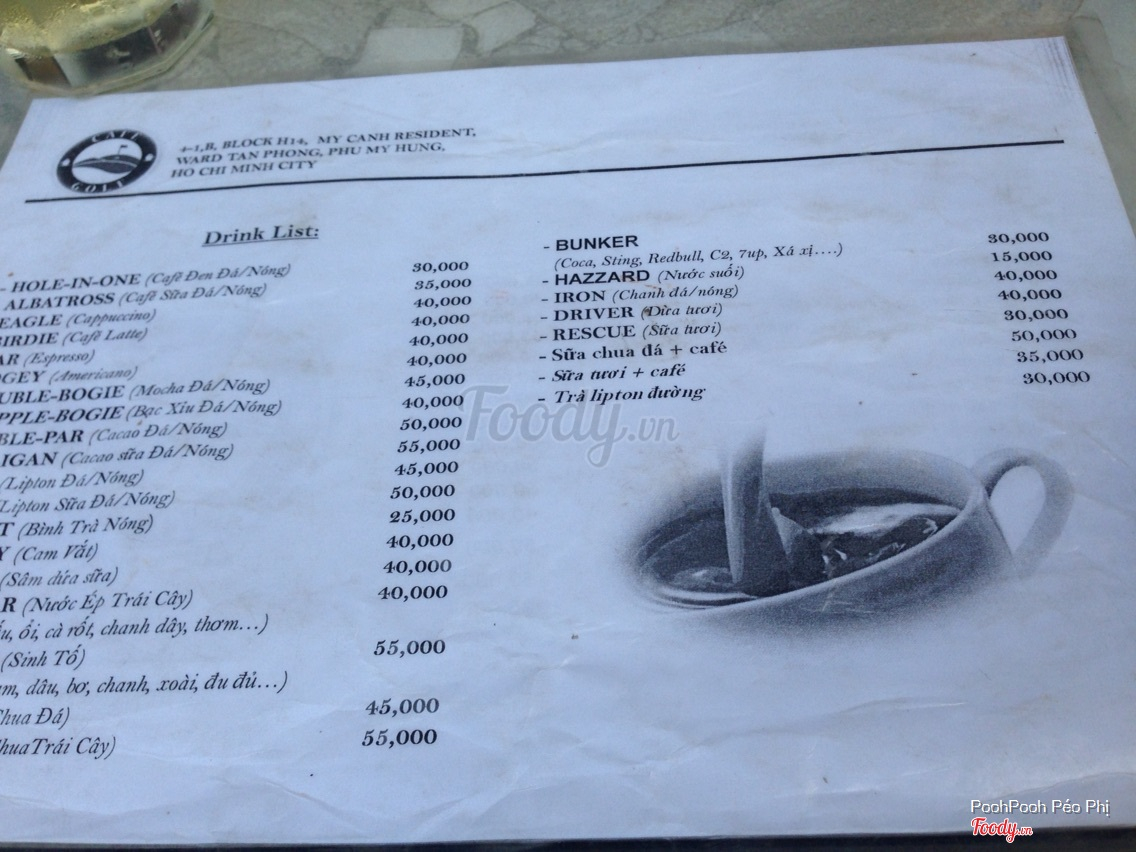 CAFE GOLF
4-1,B, BLOCK H14, MY CANH RESIDENT,
WARD TAN PHONG, PHU MY HUNG,
HO CHI MINH CITY
Drink List:
- HOLE-IN-ONE (Café Đen Đá/Nóng) 30,000
ALBATROSS (Café Sữa Đá/Nóng) 35,000
EAGLE (Cappuccino) 40,000
BIRDIE (Café Latte) 40,000
AR (Espresso) 40,000
OGEY (Americano) 40,000
UBLE-BOGIE (Mocha Đá/Nóng) 45,000
PPLE-BOGIE (Bạc Xỉu Đá/Nóng) 40,000
BLE-PAR (Cacao Đá/Nóng) 50,000
IGAN (Cacao sữa Đá/Nóng) 55,000
(Lipton Đá/Nóng) 45,000
(Lipton Sữa Đá/Nóng) 50,000
T (Bình Trà Nóng) 25,000
Y (Cam Vắt) 40,000
(Sâm dứa sữa) 40,000
R (Nước Ép Trái Cây) 40,000
ấu, ổi, cà rốt, chanh dây, thơm...)
(Sinh Tố) 55,000
am, dâu, bơ, chanh, xoài, đu đủ...)
Chua Đá) 45,000
ChuaTrái Cây) 55,000
- BUNKER 30,000
(Coca, Sting, Redbull, C2, 7up, Xá xị....)
- HAZZARD (Nước suối) 15,000
- IRON (Chanh đá/nóng) 40,000
- DRIVER (Dừa tươi) 40,000
- RESCUE (Sữa tươi) 30,000
- Sữa chua đá + café 50,000
- Sữa tươi + café 35,000
- Trà lipton đường 30,000
Foody.vn
PoohPooh Péo Phị
Foody.vn